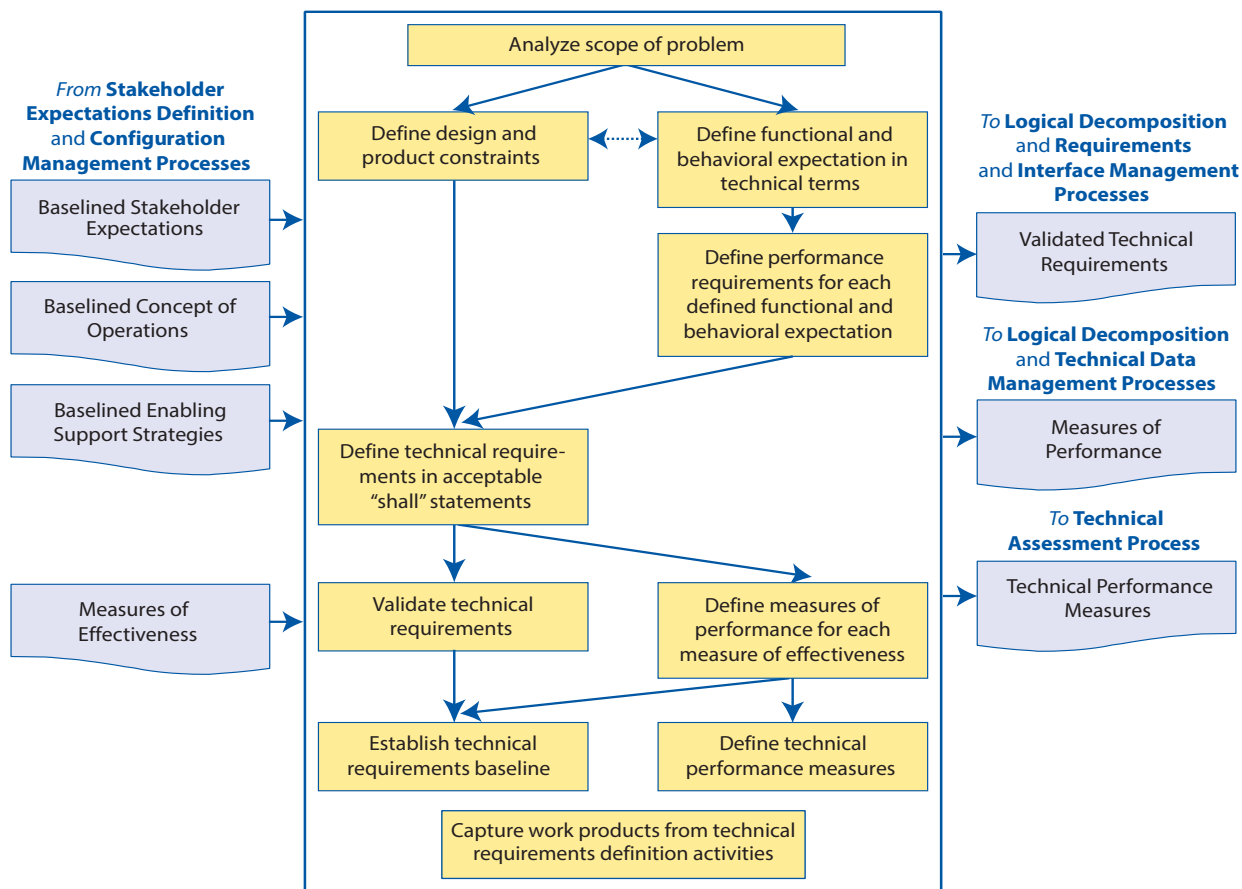 Analyze scope of problem
From Stakeholder
Expectations Definition
and Configuration
Management Processes
Baselined Stakeholder
Expectations
Baselined Concept of
Operations
Baselined Enabling
Support Strategies
Measures of
Effectiveness
Define design and
product constraints
Define functional and
behavioral expectation in
technical terms
Define performance
requirements for each
defined functional and
behavioral expectation
Define technical require-
ments in acceptable
“shall” statements
Validate technical
requirements
Define measures of
performance for each
measure of effectiveness
Establish technical
requirements baseline
Define technical
performance measures
Capture work products from technical
requirements definition activities
To Logical Decomposition
and Requirements
and Interface Management
Processes
Validated Technical
Requirements
To Logical Decomposition
and Technical Data
Management Processes
Measures of
Performance
To Technical
Assessment Process
Technical Performance
Measures